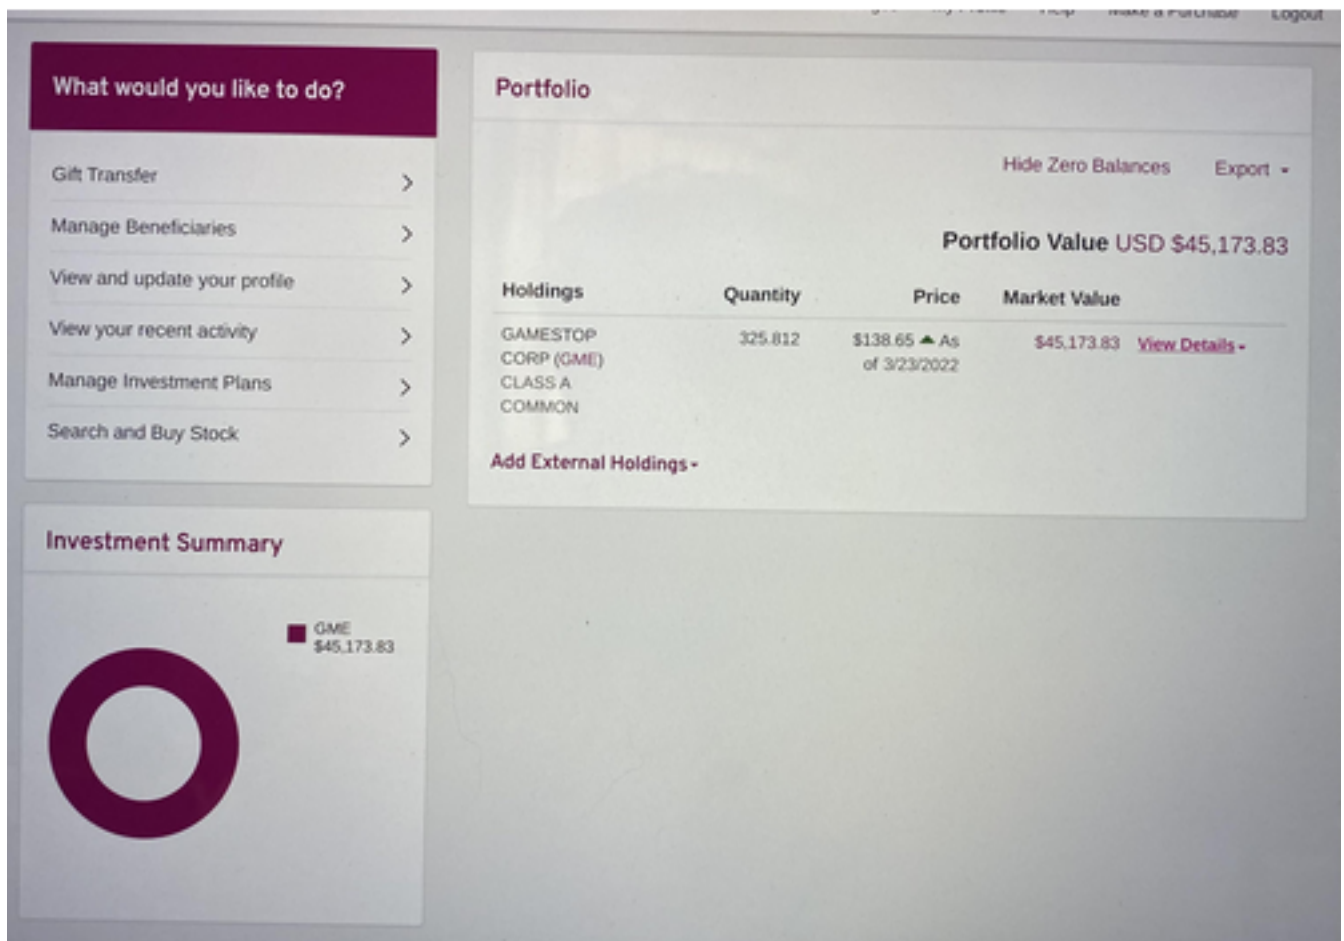 Help
Make a Purchase
Logout
What would you like to do?
Gift Transfer
Manage Beneficiaries
View and update your profile
View your recent activity
Manage Investment Plans
Search and Buy Stock
Portfolio
Hide Zero Balances
Export
Portfolio Value USD $45,173.83
Holdings Quantity Price Market Value
GAMESTOP 325.812 $138.65 As $45,173.83 View Details
CORP (GME) of 3/23/2022
CLASS A
COMMON
Add External Holdings
Investment Summary
GME
$45,173.83